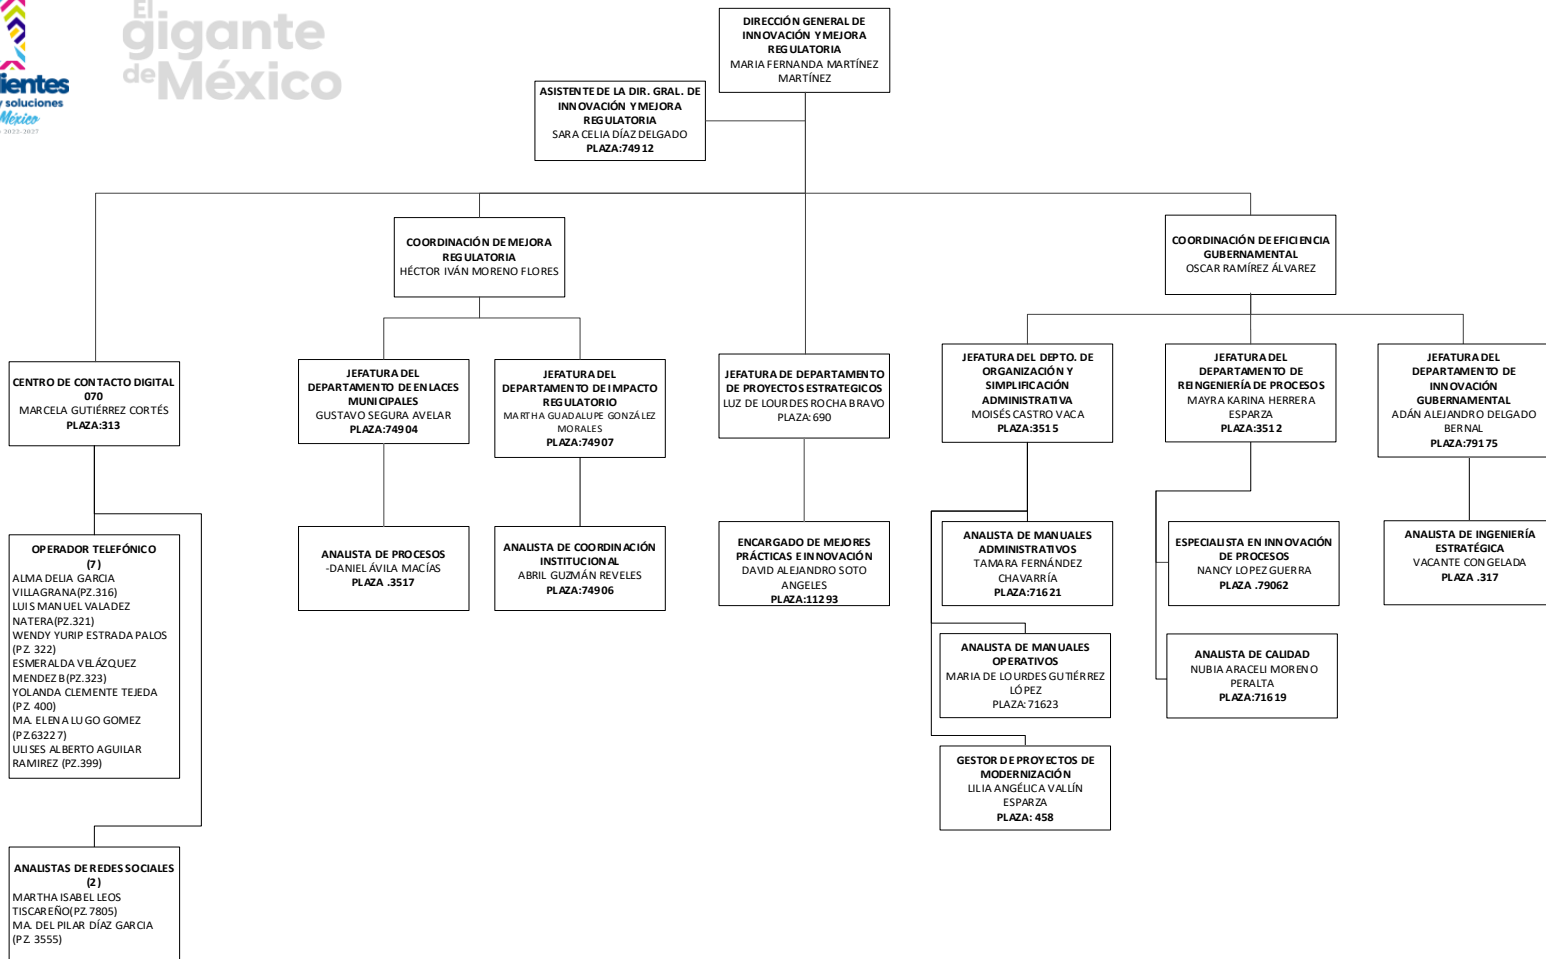 El
gigante
de México
ientes
y soluciones
México
2022-2027
DIRECCIÓN GENERAL DE
INNOVACIÓN Y MEJORA
REGULATORIA
MARIA FERNANDA MARTÍNEZ
MARTÍNEZ
ASISTENTE DE LA DIR. GRAL. DE
INNOVACIÓN Y MEJORA
REGULATORIA
SARA CELIA DÍAZ DELGADO
PLAZA:74912
COORDINACIÓN DE MEJORA
REGULATORIA
HÉCTOR IVÁN MORENO FLORES
COORDINACIÓN DE EFICIENCIA
GUBERNAMENTAL
OSCAR RAMÍREZ ÁLVAREZ
CENTRO DE CONTACTO DIGITAL
070
MARCELA GUTIÉRREZ CORTÉS
PLAZA:313
JEFATURA DEL
DEPARTAMENTO DE ENLACES
MUNICIPALES
GUSTAVO SEGURA AVELAR
PLAZA:74904
JEFATURA DEL
DEPARTAMENTO DE IMPACTO
REGULATORIO
MARTHA GUADALUPE GONZÁLEZ
MORALES
PLAZA:74907
JEFATURA DE DEPARTAMENTO
DE PROYECTOS ESTRATEGICOS
LUZ DE LOURDES ROCHA BRAVO
PLAZA: 690
JEFATURA DEL DEPTO. DE
ORGANIZACIÓN Y
SIMPLIFICACIÓN
ADMINISTRATIVA
MOISÉS CASTRO VACA
PLAZA:3515
JEFATURA DEL
DEPARTAMENTO DE
REINGENIERÍA DE PROCESOS
MAYRA KARINA HERRERA
ESPARZA
PLAZA:3512
JEFATURA DEL
DEPARTAMENTO DE
INNOVACIÓN
GUBERNAMENTAL
ADÁN ALEJANDRO DELGADO
BERNAL
PLAZA:79175
OPERADOR TELEFÓNICO
(7)
ALMA DELIA GARCIA
VILLAGRANA(PZ.316)
LUIS MANUEL VALADEZ
NATERA(PZ.321)
WENDY YURIP ESTRADA PALOS
(PZ. 322)
ESMERALDA VELÁZQUEZ
MENDEZ B(PZ.323)
YOLANDA CLEMENTE TEJEDA
(PZ. 400)
MA. ELENA LUGO GOMEZ
(PZ.63227)
ULISES ALBERTO AGUILAR
RAMIREZ (PZ.399)
ANALISTA DE PROCESOS
-DANIEL ÁVILA MACÍAS
PLAZA .3517
ANALISTA DE COORDINACIÓN
INSTITUCIONAL
ABRIL GUZMÁN REVELES
PLAZA:74906
ENCARGADO DE MEJORES
PRÁCTICAS E INNOVACIÓN
DAVID ALEJANDRO SOTO
ANGELES
PLAZA:11293
ANALISTA DE MANUALES
ADMINISTRATIVOS
TAMARA FERNÁNDEZ
CHAVARRÍA
PLAZA:71621
ESPECIALISTA EN INNOVACIÓN
DE PROCESOS
NANCY LOPEZ GUERRA
PLAZA .79062
ANALISTA DE INGENIERÍA
ESTRATÉGICA
VACANTE CONGELADA
PLAZA .317
ANALISTA DE MANUALES
OPERATIVOS
MARIA DE LOURDES GUTIÉRREZ
LÓPEZ
PLAZA: 71623
ANALISTA DE CALIDAD
NUBIA ARACELI MORENO
PERALTA
PLAZA:71619
GESTOR DE PROYECTOS DE
MODERNIZACIÓN
LILIA ANGÉLICA VALLÍN
ESPARZA
PLAZA: 458
ANALISTAS DE REDES SOCIALES
(2)
MARTHA ISABEL LEOS
TISCAREÑO(PZ.7805)
MA. DEL PILAR DÍAZ GARCIA
(PZ. 3555)